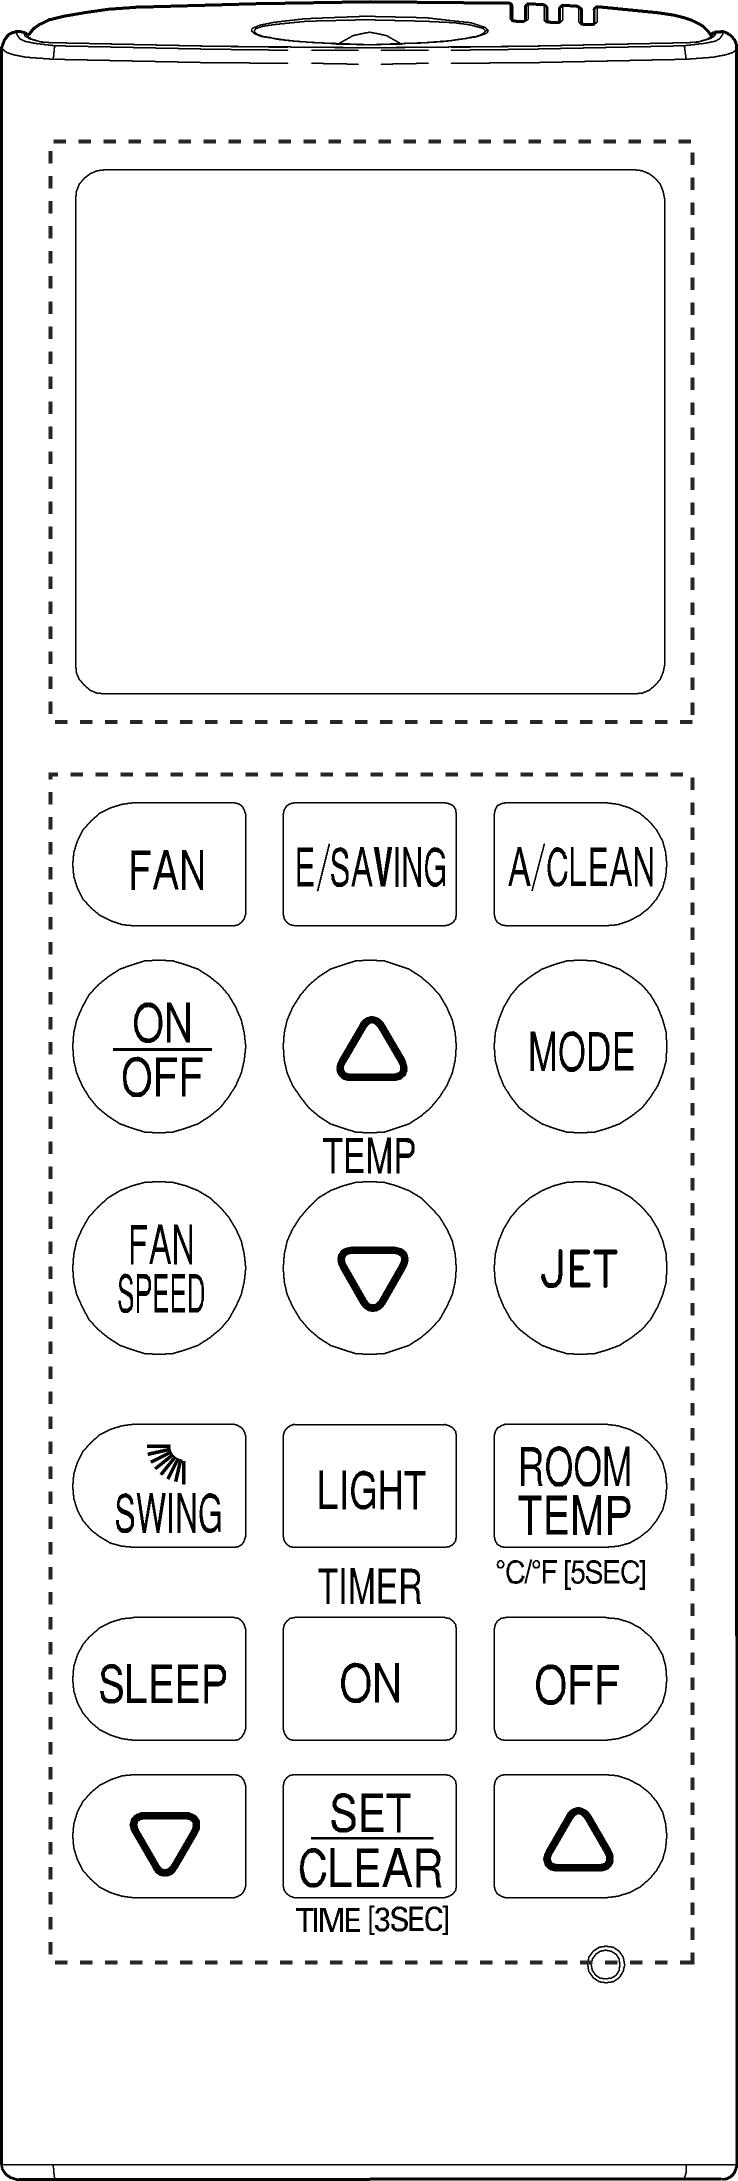 FAN E/SAVING A/CLEAN
ON
OFF
MODE
TEMP
FAN
SPEED
JET
SWING
LIGHT
ROOM
TEMP
°C/°F [5SEC]
TIMER
SLEEP ON OFF
SET
CLEAR
TIME [3SEC]